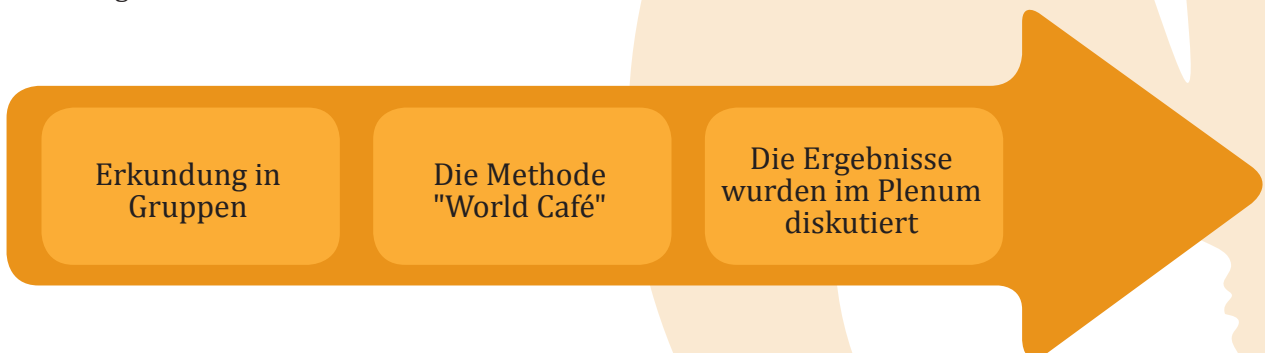 Erkundung in
Gruppen
Die Methode
"World Café"
Die Ergebnisse
wurden im Plenum
diskutiert